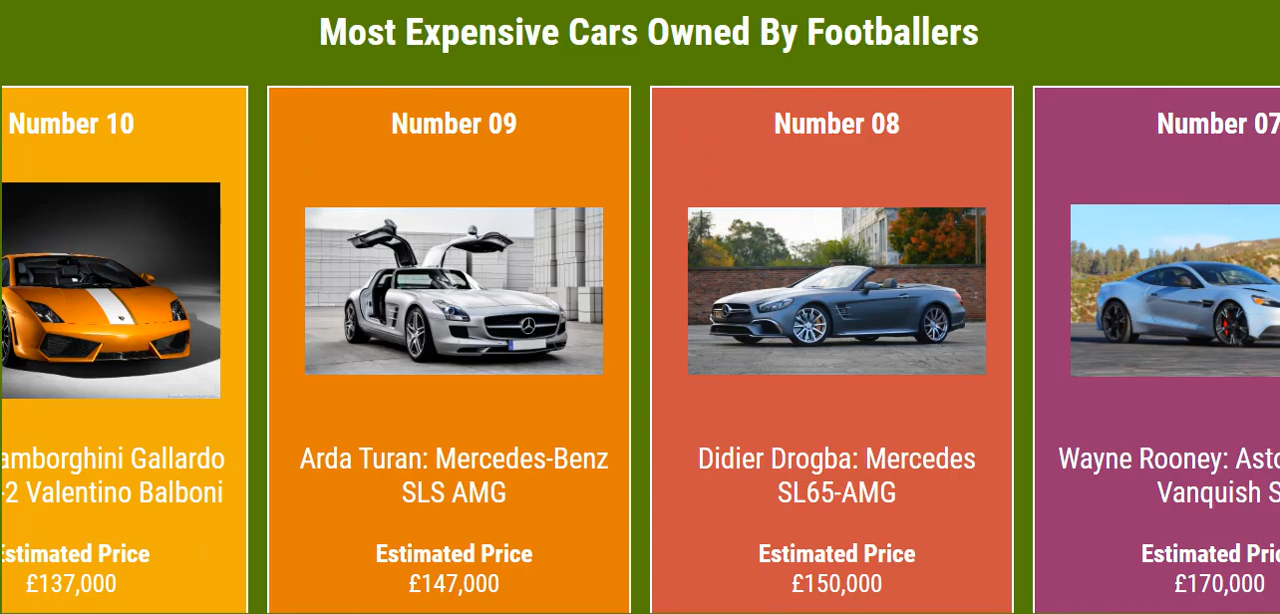 Most Expensive Cars Owned By Footballers
Number 10
amborghini Gallardo
-2 Valentino Balboni
Estimated Price
£137,000
Number 09
Arda Turan: Mercedes-Benz
SLS AMG
Estimated Price
£147,000
Number 08
Didier Drogba: Mercedes
SL65-AMG
Estimated Price
£150,000
Number 07
Wayne Rooney: Asto
Vanquish S
Estimated Pric
£170,000